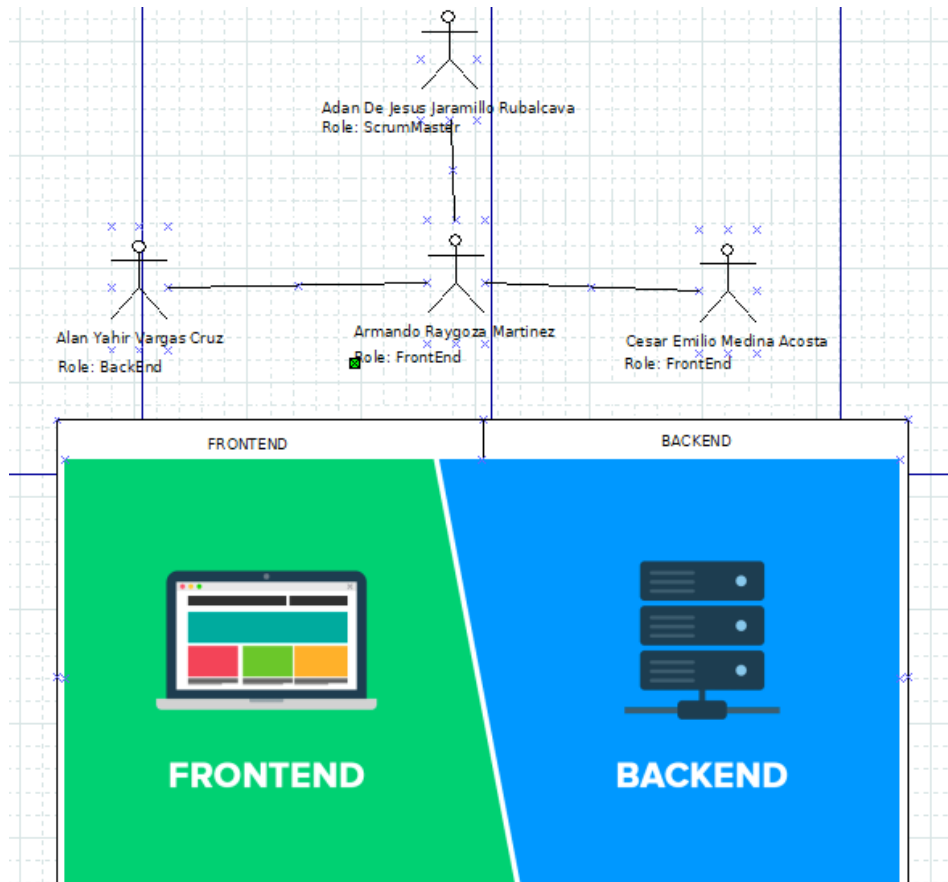 Adan De Jesus Jaramillo Rubalcava
Role: ScrumMaster
Alan Yahir Vargas Cruz
Role: BackEnd
Armando Raygoza Martinez
Role: FrontEnd
Cesar Emilio Medina Acosta
Role: FrontEnd
FRONTEND
BACKEND
FRONTEND
BACKEND